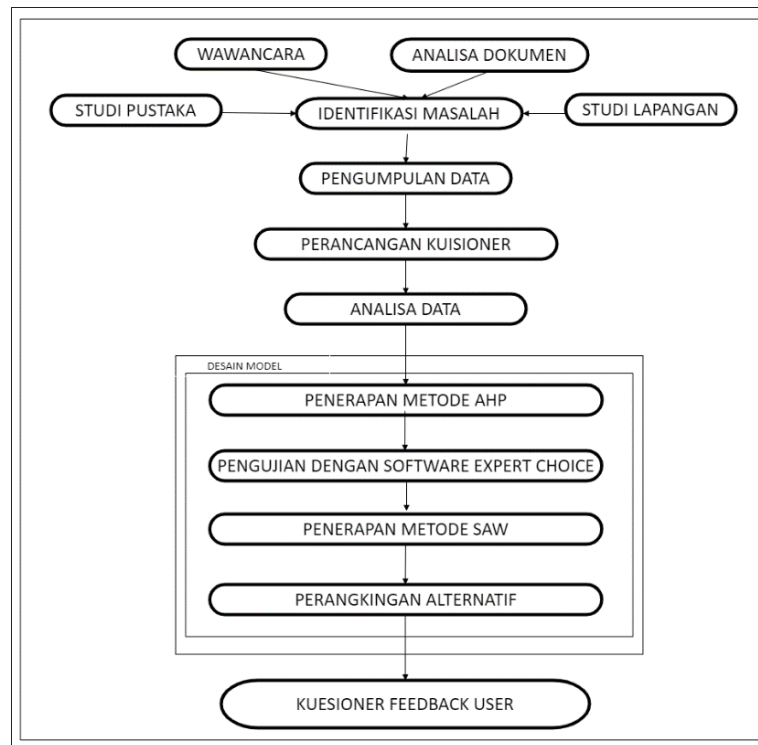 WAWANCARA
ANALISA DOKUMEN
STUDI PUSTAKA
IDENTIFIKASI MASALAH
STUDI LAPANGAN
PENGUMPULAN DATA
PERANCANGAN KUISIONER
ANALISA DATA
DESAIN MODEL
PENERAPAN METODE AHP
PENGUJIAN DENGAN SOFTWARE EXPERT CHOICE
PENERAPAN METODE SAW
PERANGKINGAN ALTERNATIF
KUESIONER FEEDBACK USER